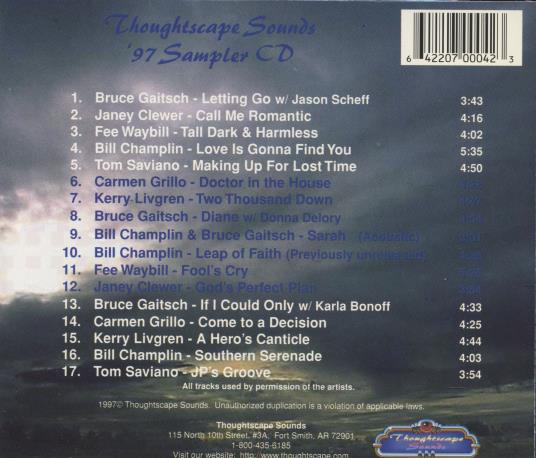 Thoughtscape Sounds
'97 Sampler CD
6 42207 00042 3
1. Bruce Gaitsch - Letting Go w/ Jason Scheff 3:43
2. Janey Clewer - Call Me Romantic 4:16
3. Fee Waybill - Tall Dark & Harmless 4:02
4. Bill Champlin - Love Is Gonna Find You 5:35
5. Tom Saviano - Making Up For Lost Time 4:50
6. Carmen Grillo - Doctor in the House
7. Kerry Livgren - Two Thousand Down
8. Bruce Gaitsch - Diane w/ Donna Delory
9. Bill Champlin & Bruce Gaitsch - Sarah (Acoustic)
10. Bill Champlin - Leap of Faith (Previously unreleased)
11. Fee Waybill - Fool's Cry
12. Janey Clewer - God's Perfect Plan
13. Bruce Gaitsch - If I Could Only w/ Karla Bonoff 4:33
14. Carmen Grillo - Come to a Decision 4:25
15. Kerry Livgren - A Hero's Canticle 4:44
16. Bill Champlin - Southern Serenade 4:03
17. Tom Saviano - JP's Groove 3:54
All tracks used by permission of the artists.
1997© Thoughtscape Sounds. Unauthorized duplication is a violation of applicable laws.
Thoughtscape Sounds
115 North 10th Street, #3A, Fort Smith, AR 72901
1-800-435-6185
Visit our website: http://www.thoughtscape.com
Thoughtscape
Sounds